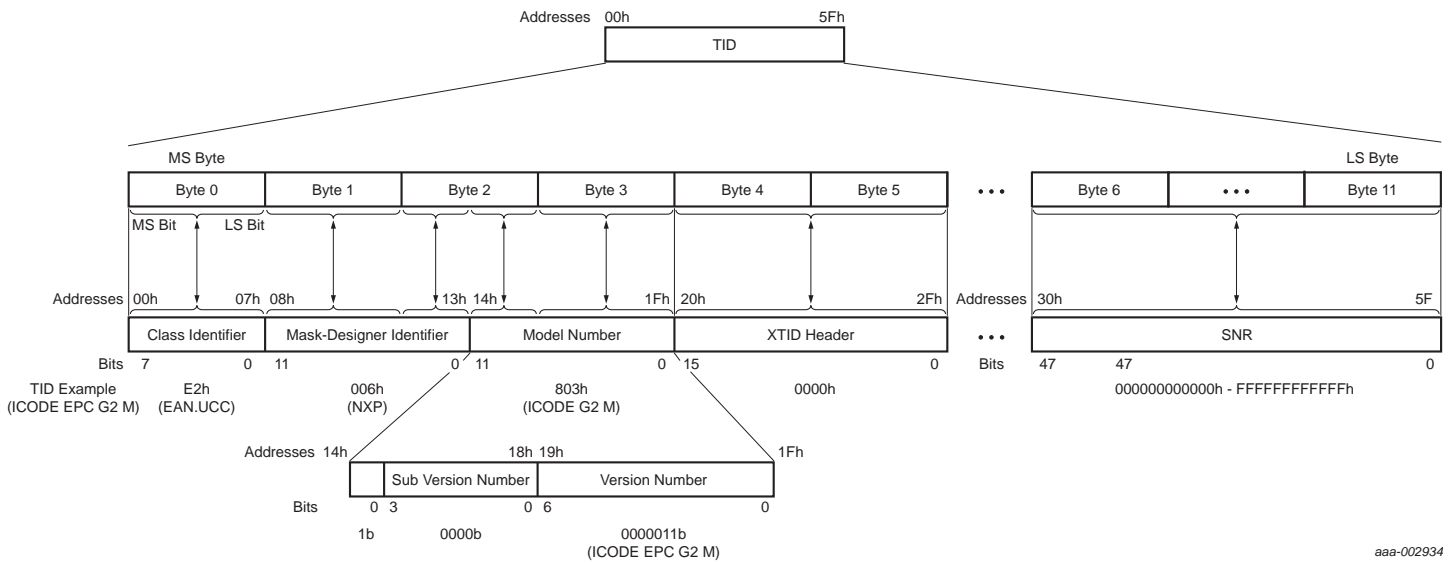 Addresses 00h 5Fh
TID
MS Byte LS Byte
Byte 0 Byte 1 Byte 2 Byte 3 Byte 4 Byte 5 ... Byte 6 ... Byte 11
MS Bit LS Bit
Addresses 00h 07h 08h 13h 14h 1Fh 20h 2Fh Addresses 30h 5F
Class Identifier Mask-Designer Identifier Model Number XTID Header ... SNR
Bits 7 0 11 0 11 0 15 0 Bits 47 47 0
TID Example E2h 006h 803h 0000h 000000000000h - FFFFFFFFFFFFh
(ICODE EPC G2 M) (EAN.UCC) (NXP) (ICODE G2 M)
Addresses 14h 18h 19h 1Fh
Sub Version Number Version Number
Bits 0 3 0 6 0
1b 0000b 0000011b
(ICODE EPC G2 M)
aaa-002934